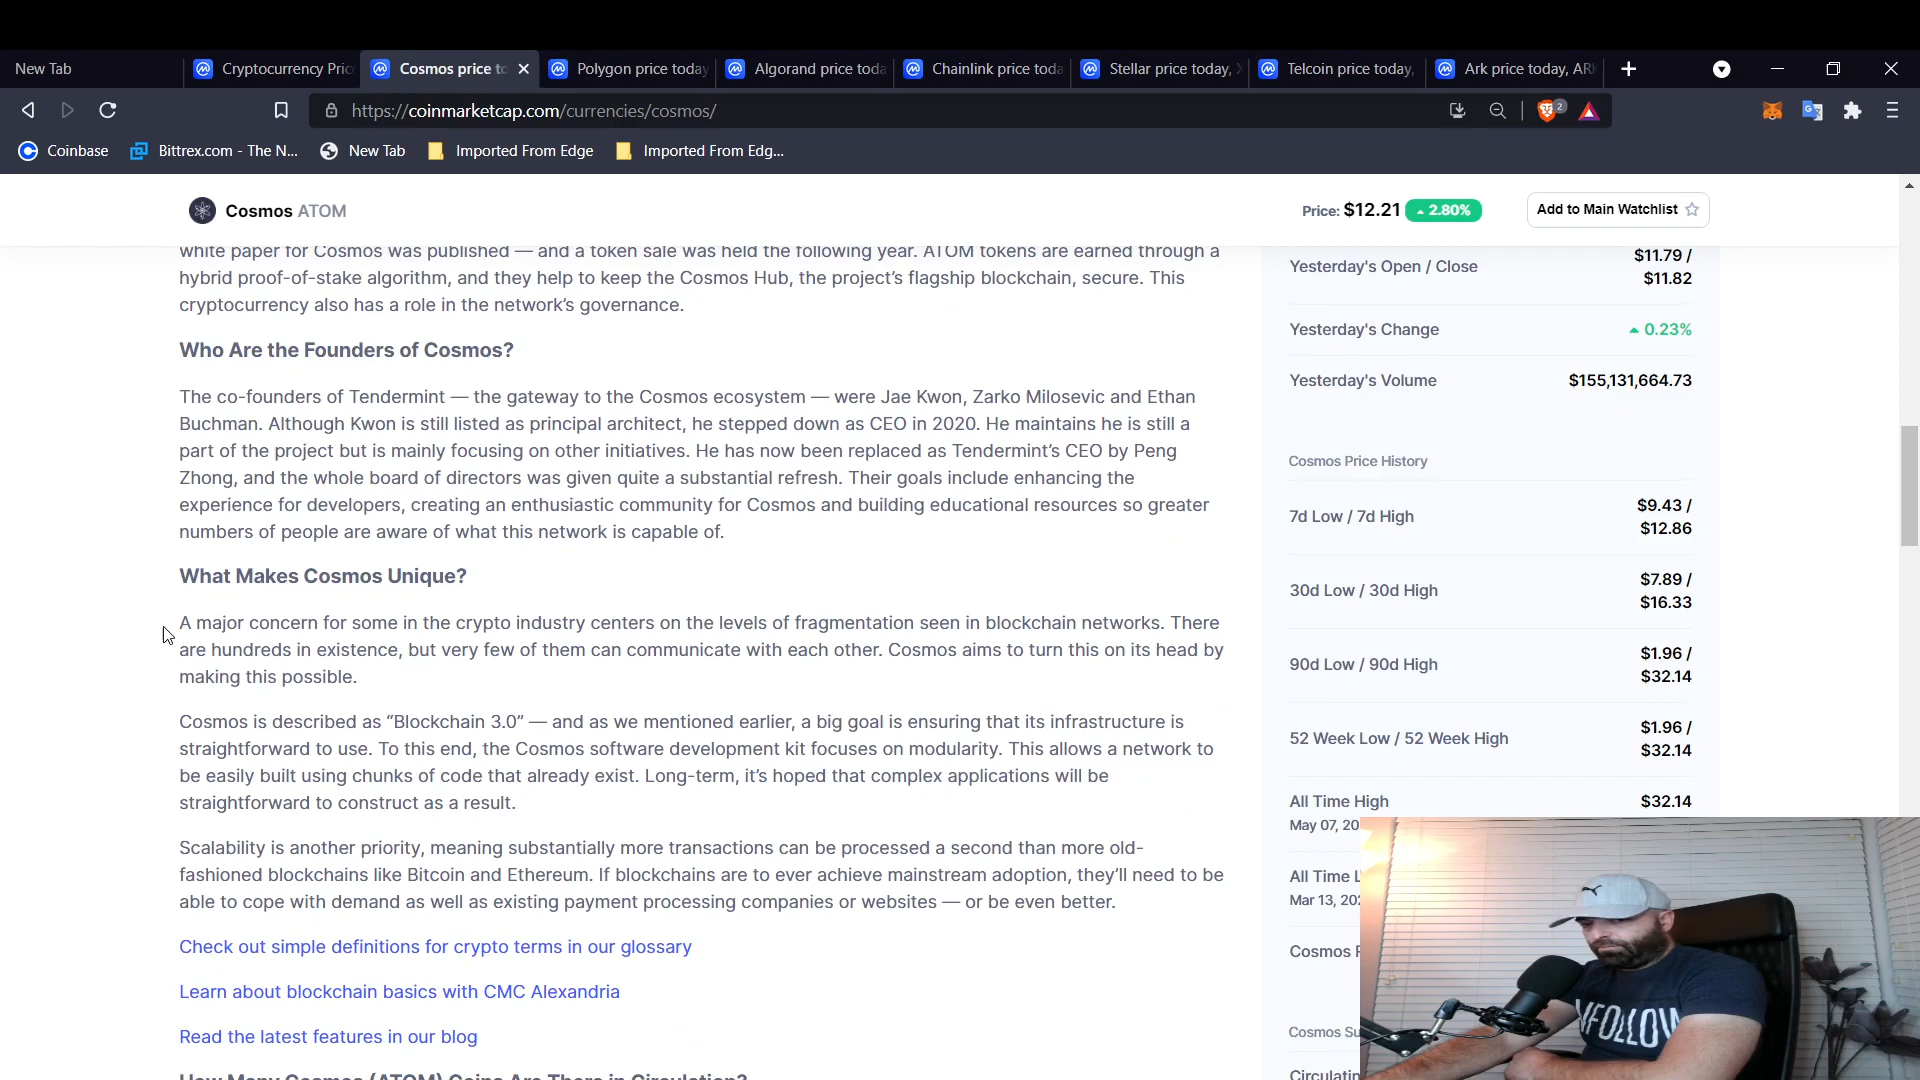 New Tab
Cryptocurrency Pric
Cosmos price to
Polygon price today
Algorand price toda
Chainlink price toda
Stellar price today, X
Telcoin price today,
Ark price today, ARK
https://coinmarketcap.com/currencies/cosmos/
2
Coinbase
Bittrex.com - The N...
New Tab
Imported From Edge
Imported From Edg...
Cosmos ATOM
Price: $12.21 2.80%
Add to Main Watchlist
white paper for Cosmos was published — and a token sale was held the following year. ATOM tokens are earned through a
hybrid proof-of-stake algorithm, and they help to keep the Cosmos Hub, the project's flagship blockchain, secure. This
cryptocurrency also has a role in the network's governance.
Who Are the Founders of Cosmos?
The co-founders of Tendermint — the gateway to the Cosmos ecosystem — were Jae Kwon, Zarko Milosevic and Ethan
Buchman. Although Kwon is still listed as principal architect, he stepped down as CEO in 2020. He maintains he is still a
part of the project but is mainly focusing on other initiatives. He has now been replaced as Tendermint's CEO by Peng
Zhong, and the whole board of directors was given quite a substantial refresh. Their goals include enhancing the
experience for developers, creating an enthusiastic community for Cosmos and building educational resources so greater
numbers of people are aware of what this network is capable of.
What Makes Cosmos Unique?
A major concern for some in the crypto industry centers on the levels of fragmentation seen in blockchain networks. There
are hundreds in existence, but very few of them can communicate with each other. Cosmos aims to turn this on its head by
making this possible.
Cosmos is described as “Blockchain 3.0” — and as we mentioned earlier, a big goal is ensuring that its infrastructure is
straightforward to use. To this end, the Cosmos software development kit focuses on modularity. This allows a network to
be easily built using chunks of code that already exist. Long-term, it's hoped that complex applications will be
straightforward to construct as a result.
Scalability is another priority, meaning substantially more transactions can be processed a second than more old-
fashioned blockchains like Bitcoin and Ethereum. If blockchains are to ever achieve mainstream adoption, they'll need to be
able to cope with demand as well as existing payment processing companies or websites — or be even better.
Check out simple definitions for crypto terms in our glossary
Learn about blockchain basics with CMC Alexandria
Read the latest features in our blog
How Many Cosmos (ATOM) Coins Are There in Circulation?
Yesterday's Open / Close
$11.79 /
$11.82
Yesterday's Change
0.23%
Yesterday's Volume
$155,131,664.73
Cosmos Price History
7d Low / 7d High
$9.43 /
$12.86
30d Low / 30d High
$7.89 /
$16.33
90d Low / 90d High
$1.96 /
$32.14
52 Week Low / 52 Week High
$1.96 /
$32.14
All Time High
$32.14
May 07, 20
All Time L
Mar 13, 202
Cosmos
Cosmos Su
Circulatin